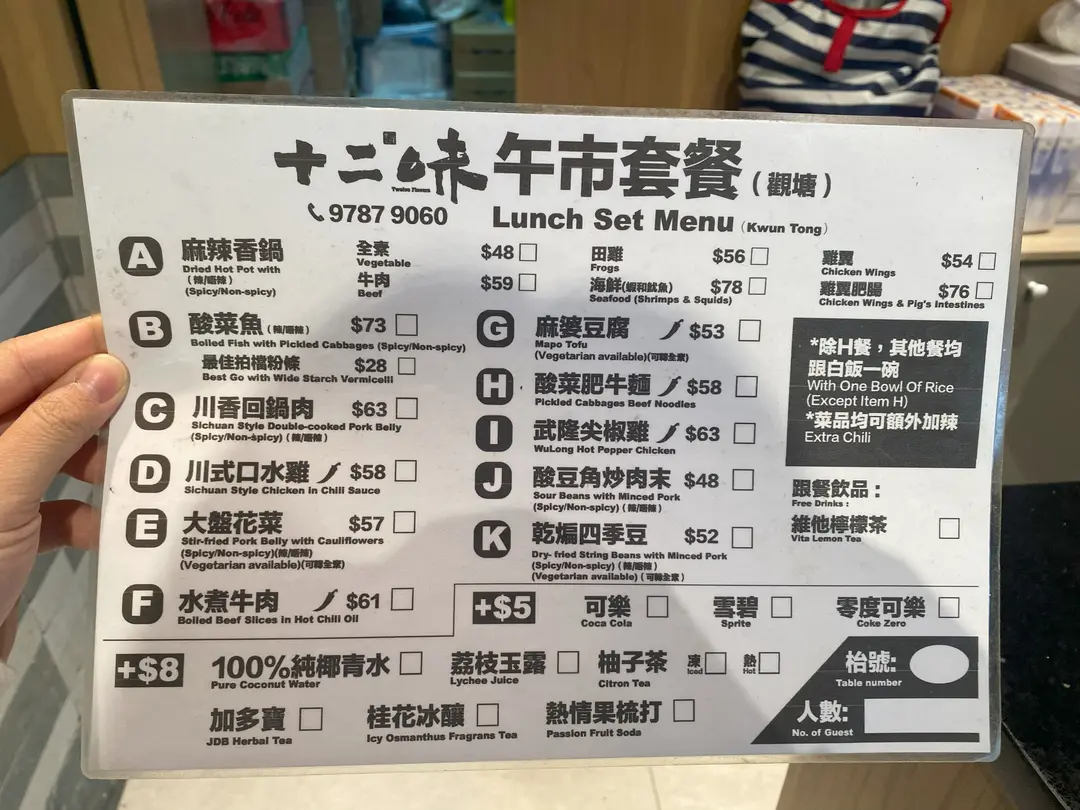 十二味 午市套餐(觀塘)
Twelve Flavors
9787 9060 Lunch Set Menu (Kwun Tong)
A 麻辣香鍋
Dried Hot Pot with
(辣/唔辣)
(Spicy/Non-spicy)
全素 $48
Vegetable
牛肉 $59
Beef
田雞 $56
Frogs
海鮮(蝦和魷魚) $78
Seafood (Shrimps & Squids)
雞翼 $54
Chicken Wings
雞翼肥腸 $76
Chicken Wings & Pig's Intestines
B 酸菜魚(辣/唔辣) $73
Boiled Fish with Pickled Cabbages (Spicy/Non-spicy)
最佳拍檔粉條 $28
Best Go with Wide Starch Vermicelli
C 川香回鍋肉 $63
Sichuan Style Double-cooked Pork Belly
(Spicy/Non-spicy) (辣/唔辣)
D 川式口水雞 $58
Sichuan Style Chicken in Chili Sauce
E 大盤花菜 $57
Stir-fried Pork Belly with Cauliflowers
(Spicy/Non-spicy)(辣/唔辣)
(Vegetarian available)(可轉全素)
F 水煮牛肉 $61
Boiled Beef Slices in Hot Chili Oil
G 麻婆豆腐 $53
Mapo Tofu
(Vegetarian available)(可轉全素)
H 酸菜肥牛麵 $58
Pickled Cabbages Beef Noodles
I 武隆尖椒雞 $63
WuLong Hot Pepper Chicken
J 酸豆角炒肉末 $48
Sour Beans with Minced Pork
(Spicy/Non-spicy) (辣/唔辣)
K 乾煸四季豆 $52
Dry- fried String Beans with Minced Pork
(Spicy/Non-spicy) (辣/唔辣)
(Vegetarian available) (可轉全素)
*除H餐，其他餐均
跟白飯一碗
With One Bowl Of Rice
(Except Item H)
*菜品均可額外加辣
Extra Chili
跟餐飲品：
Free Drinks :
維他檸檬茶
Vita Lemon Tea
+$5 可樂 雪碧 零度可樂
Coca Cola Sprite Coke Zero
+$8 100%純椰青水 荔枝玉露 柚子茶 凍 熱
Pure Coconut Water Lychee Juice Citron Tea Iced Hot
加多寶 桂花冰釀 熱情果梳打
JDB Herbal Tea Icy Osmanthus Fragrans Tea Passion Fruit Soda
枱號:
Table number
人數:
No. of Guest